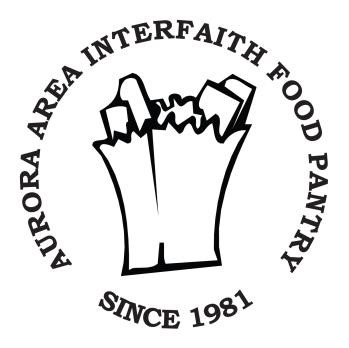 AURORA AREA INTERFAITH FOOD PANTRY
SINCE 1981